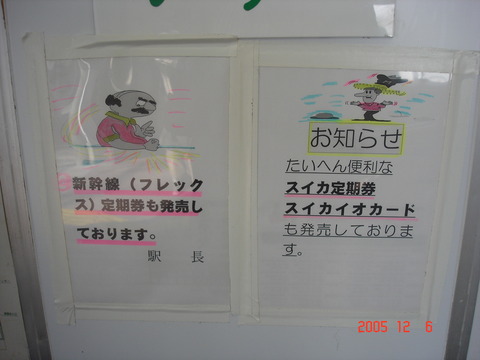 新幹線（フレック
ス）定期券も発売し
ております。
駅 長
お知らせ
たいへん便利な
スイカ定期券
スイカイオカード
も発売しておりま
す。
2005 12 6